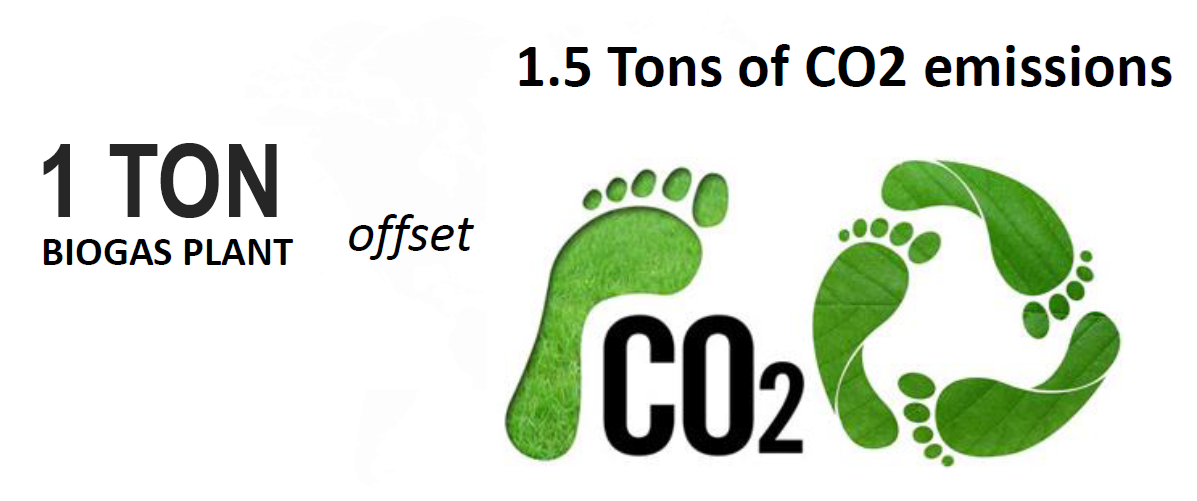 1.5 Tons of CO2 emissions
1 TON
BIOGAS PLANT
offset
CO2